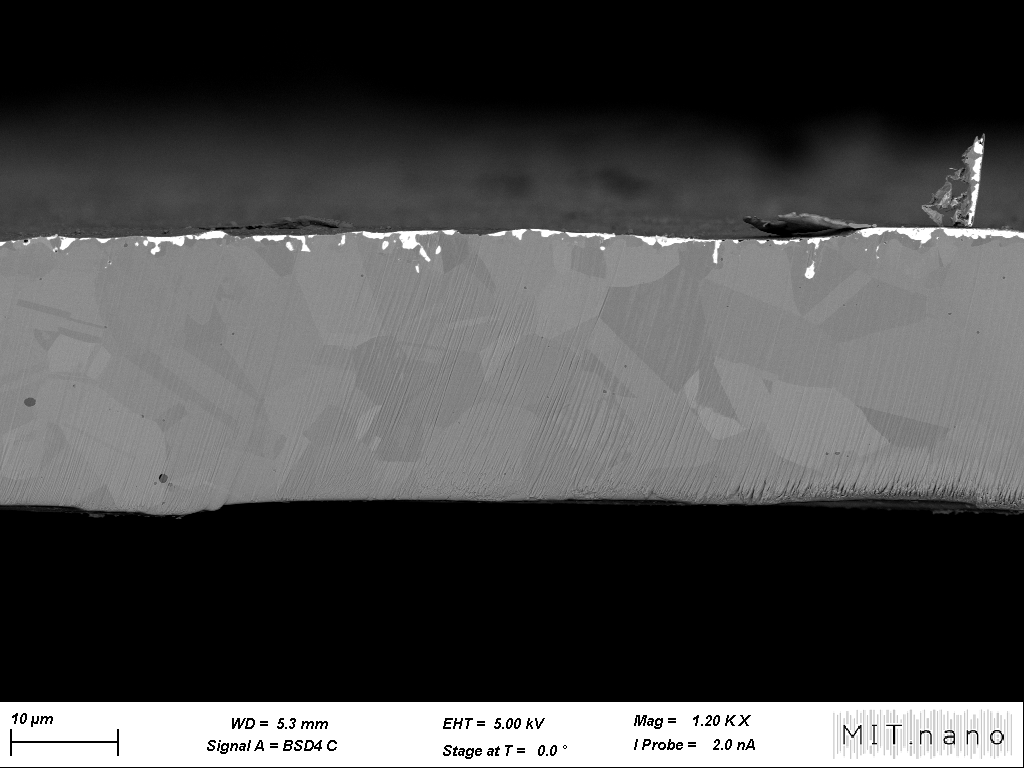 10 µm
WD = 5.3 mm
Signal A = BSD4 C
EHT = 5.00 kV
Stage at T = 0.0 °
Mag = 1.20 K X
I Probe = 2.0 nA
MIT.nano